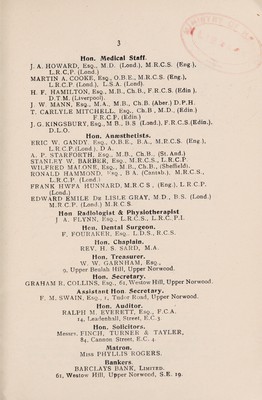 3
Hon. Medical Staff.
J. A. HOWARD, Esq., M.D. (Lond.), M.R.C.S. (Eng.),
L.R.C.P. (Lond.)
MARTIN A. COOKE, Esq., O.B.E., M.R.C.S. (Eng.),
L.R.C.P. (Lond.), L.S.A. (Lond).
H. F. HAMILTON, Esq., M.B., Ch.B., F.R.C.S. (Edin.),
D.T.M. (Liverpool).
J. W. MANN, Esq., M.A., M.B., Ch.B. (Aber.) D.P.H.
T. CARLYLE MITCHELL, Esq., Ch.B., M.D., (Edin.)
F.R.C.P. (Edin.)
J. G. KINGSBURY, Esq., M.B., B.S. (Lond.), F.R.C.S. (Edin.),
D.L.O.
Hon. Anæsthetists.
ERIC W. GANDY, Esq., O.B.E., B.A., M.R.C.S. (Eng.),
L.R.C.P. (Lond.), D.A.
A. P. STARFORTH, Esq., M.B., Ch.B., (St. And.)
STANLEY W. BARBER, Esq., M.R.C.S., L.R.C.P.
WILFRED MALONE, Esq., M.B., Ch.B., (Sheffield).
RONALD HAMMOND, Esq., B.A. (Cantab.), M.R.C.S.,
L.R.C.P. (Lond.)
FRANK HWFA HUNNARD, M.R.C.S., (Eng.), L.R.C.P.
(Lond.)
EDWARD EMILE DE LISLE GRAY, M.D., B.S. (Lond.)
M.R.C.P. (Lond.) M.R.C.S.
Hon Radiologist & Physiotherapist
J. A. FLYNN, Esq., L.R.C.S., L.R.C.P.I.
Hon. Dental Surgeon,
F. FOURAKER, Esq., L.D.S., R.C.S.
Hon. Chaplain.
REV. H. S. SARD, M.A.
Hon. Treasurer.
W. W. GARNHAM, Esq.,
9, Upper Beulah Hill, Upper Norwood.
Hon. Secretary.
GRAHAM R. COLLINS, Esq., 61, Westow Hill, Upper Norwood.
Assistant Hon. Secretary.
F. M. SWAIN, Esq., 1, Tudor Road, Upper Norwood.
Hon. Auditor.
RALPH M. EVERETT, Esq., F.C.A.
14, Leadenhall, Street, E.C.3.
Hon. Solicitors.
Messrs. FINCH, TURNER & TAYLER,
84, Cannon Street, E.C. 4.
Matron.
Miss PHYLLIS ROGERS.
Bankers.
BARCLAYS BANK, LIMITED.
61, Westow Hill, Upper Norwood, S.E. 19.